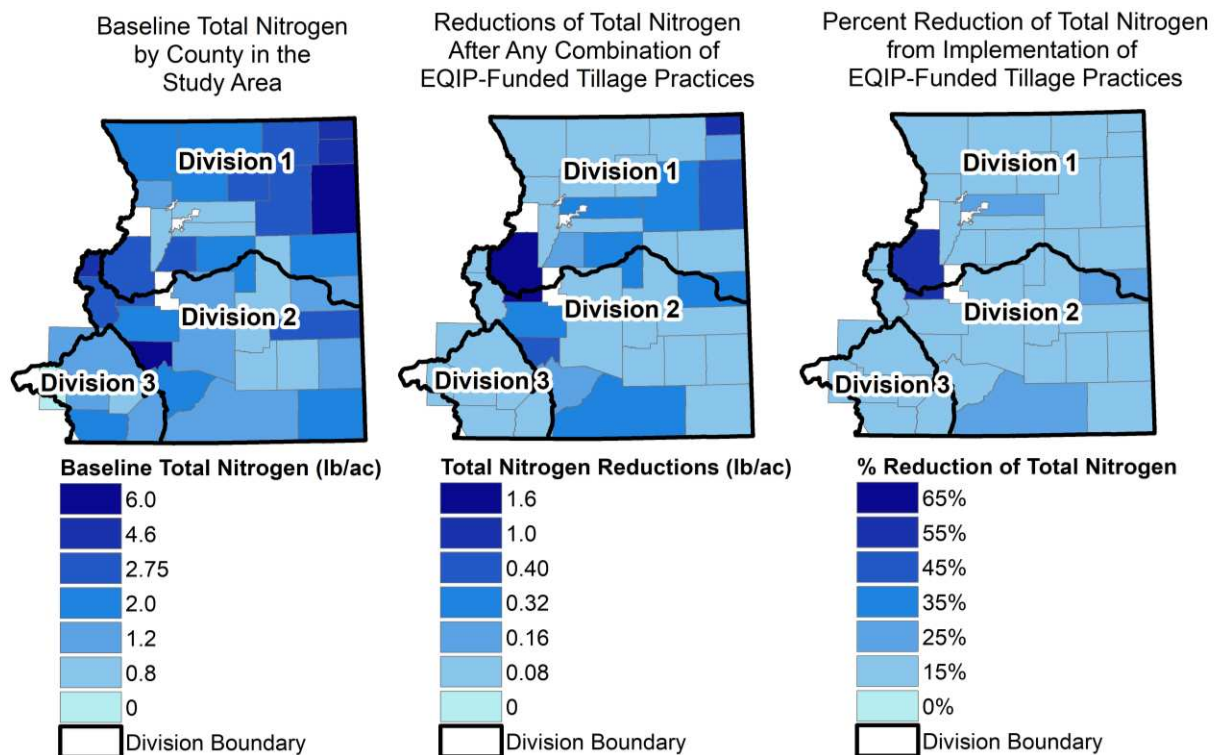 Baseline Total Nitrogen
by County in the
Study Area
Division 1
Division 2
Division 3
Baseline Total Nitrogen (lb/ac)
6.0
4.6
2.75
2.0
1.2
0.8
0
Division Boundary
Reductions of Total Nitrogen
After Any Combination of
EQIP-Funded Tillage Practices
Division 1
Division 2
Division 3
Total Nitrogen Reductions (lb/ac)
1.6
1.0
0.40
0.32
0.16
0.08
0
Division Boundary
Percent Reduction of Total Nitrogen
from Implementation of
EQIP-Funded Tillage Practices
Division 1
Division 2
Division 3
% Reduction of Total Nitrogen
65%
55%
45%
35%
25%
15%
0%
Division Boundary